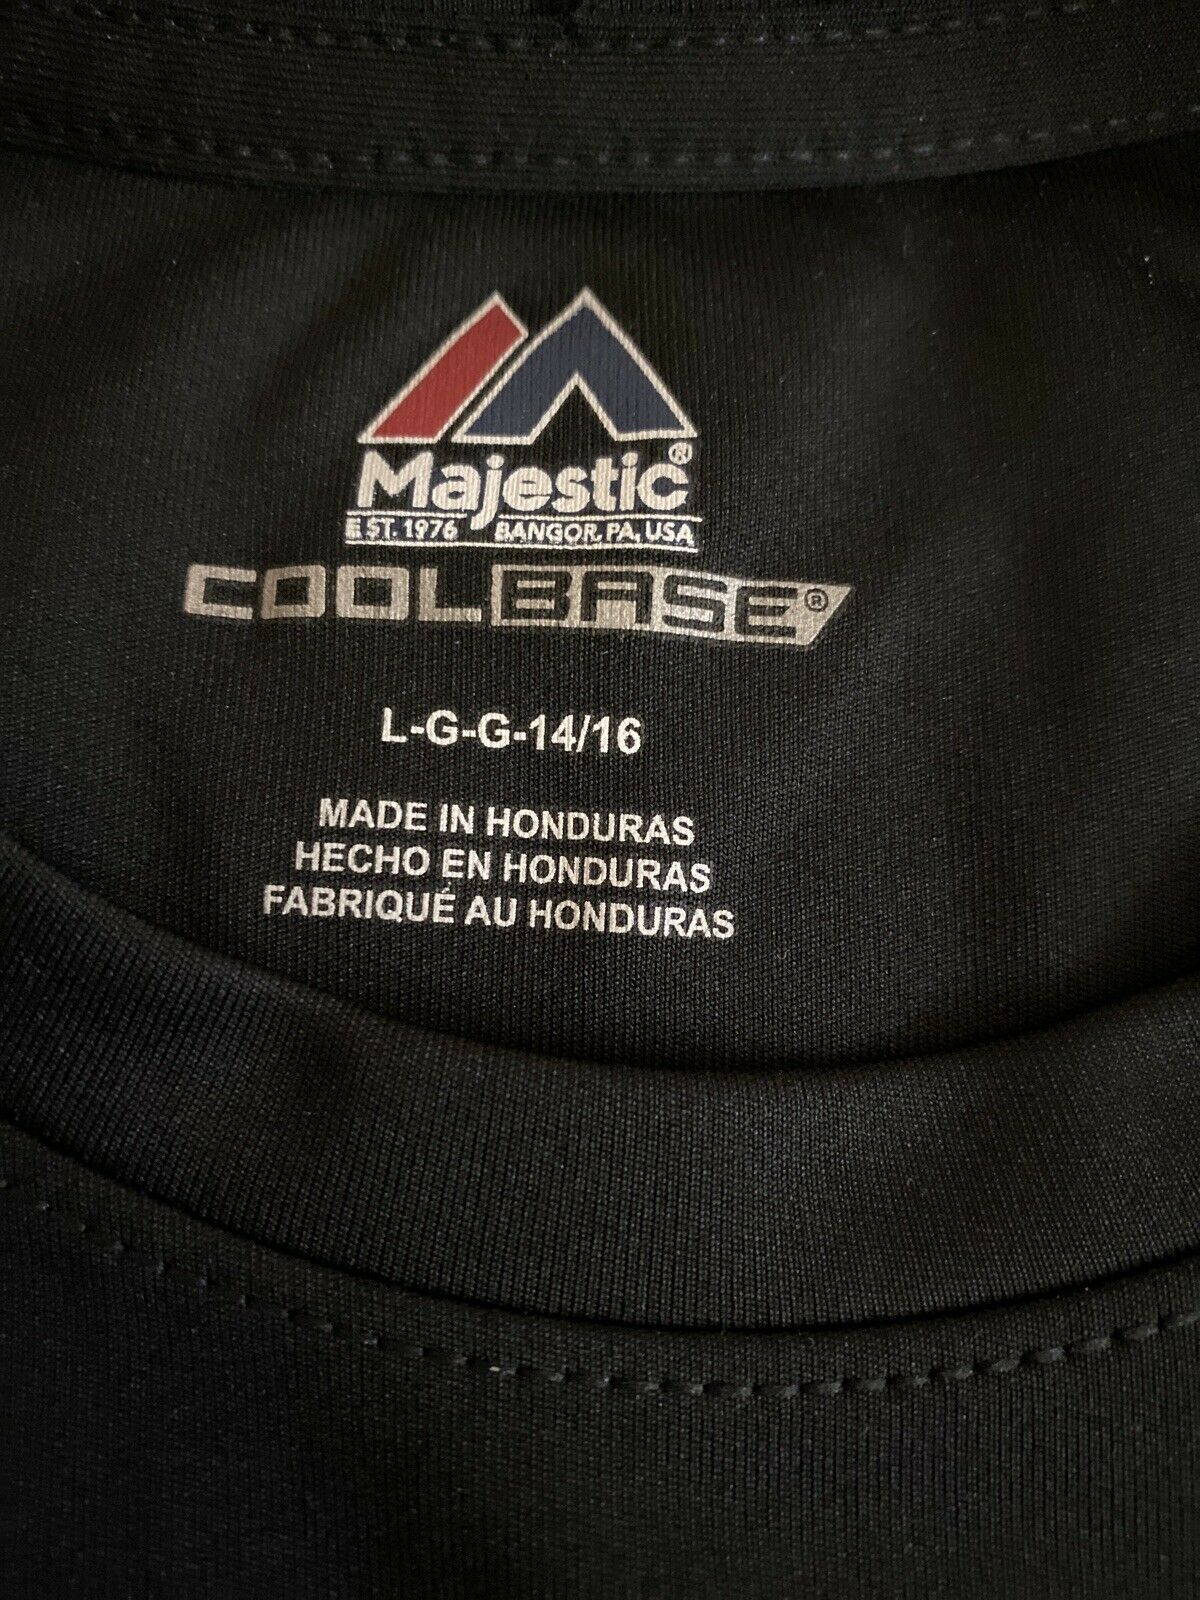 Majestic®
EST. 1976 BANGOR, PA, USA
COOLBASE®
L-G-G-14/16
MADE IN HONDURAS
HECHO EN HONDURAS
FABRIQUÉ AU HONDURAS